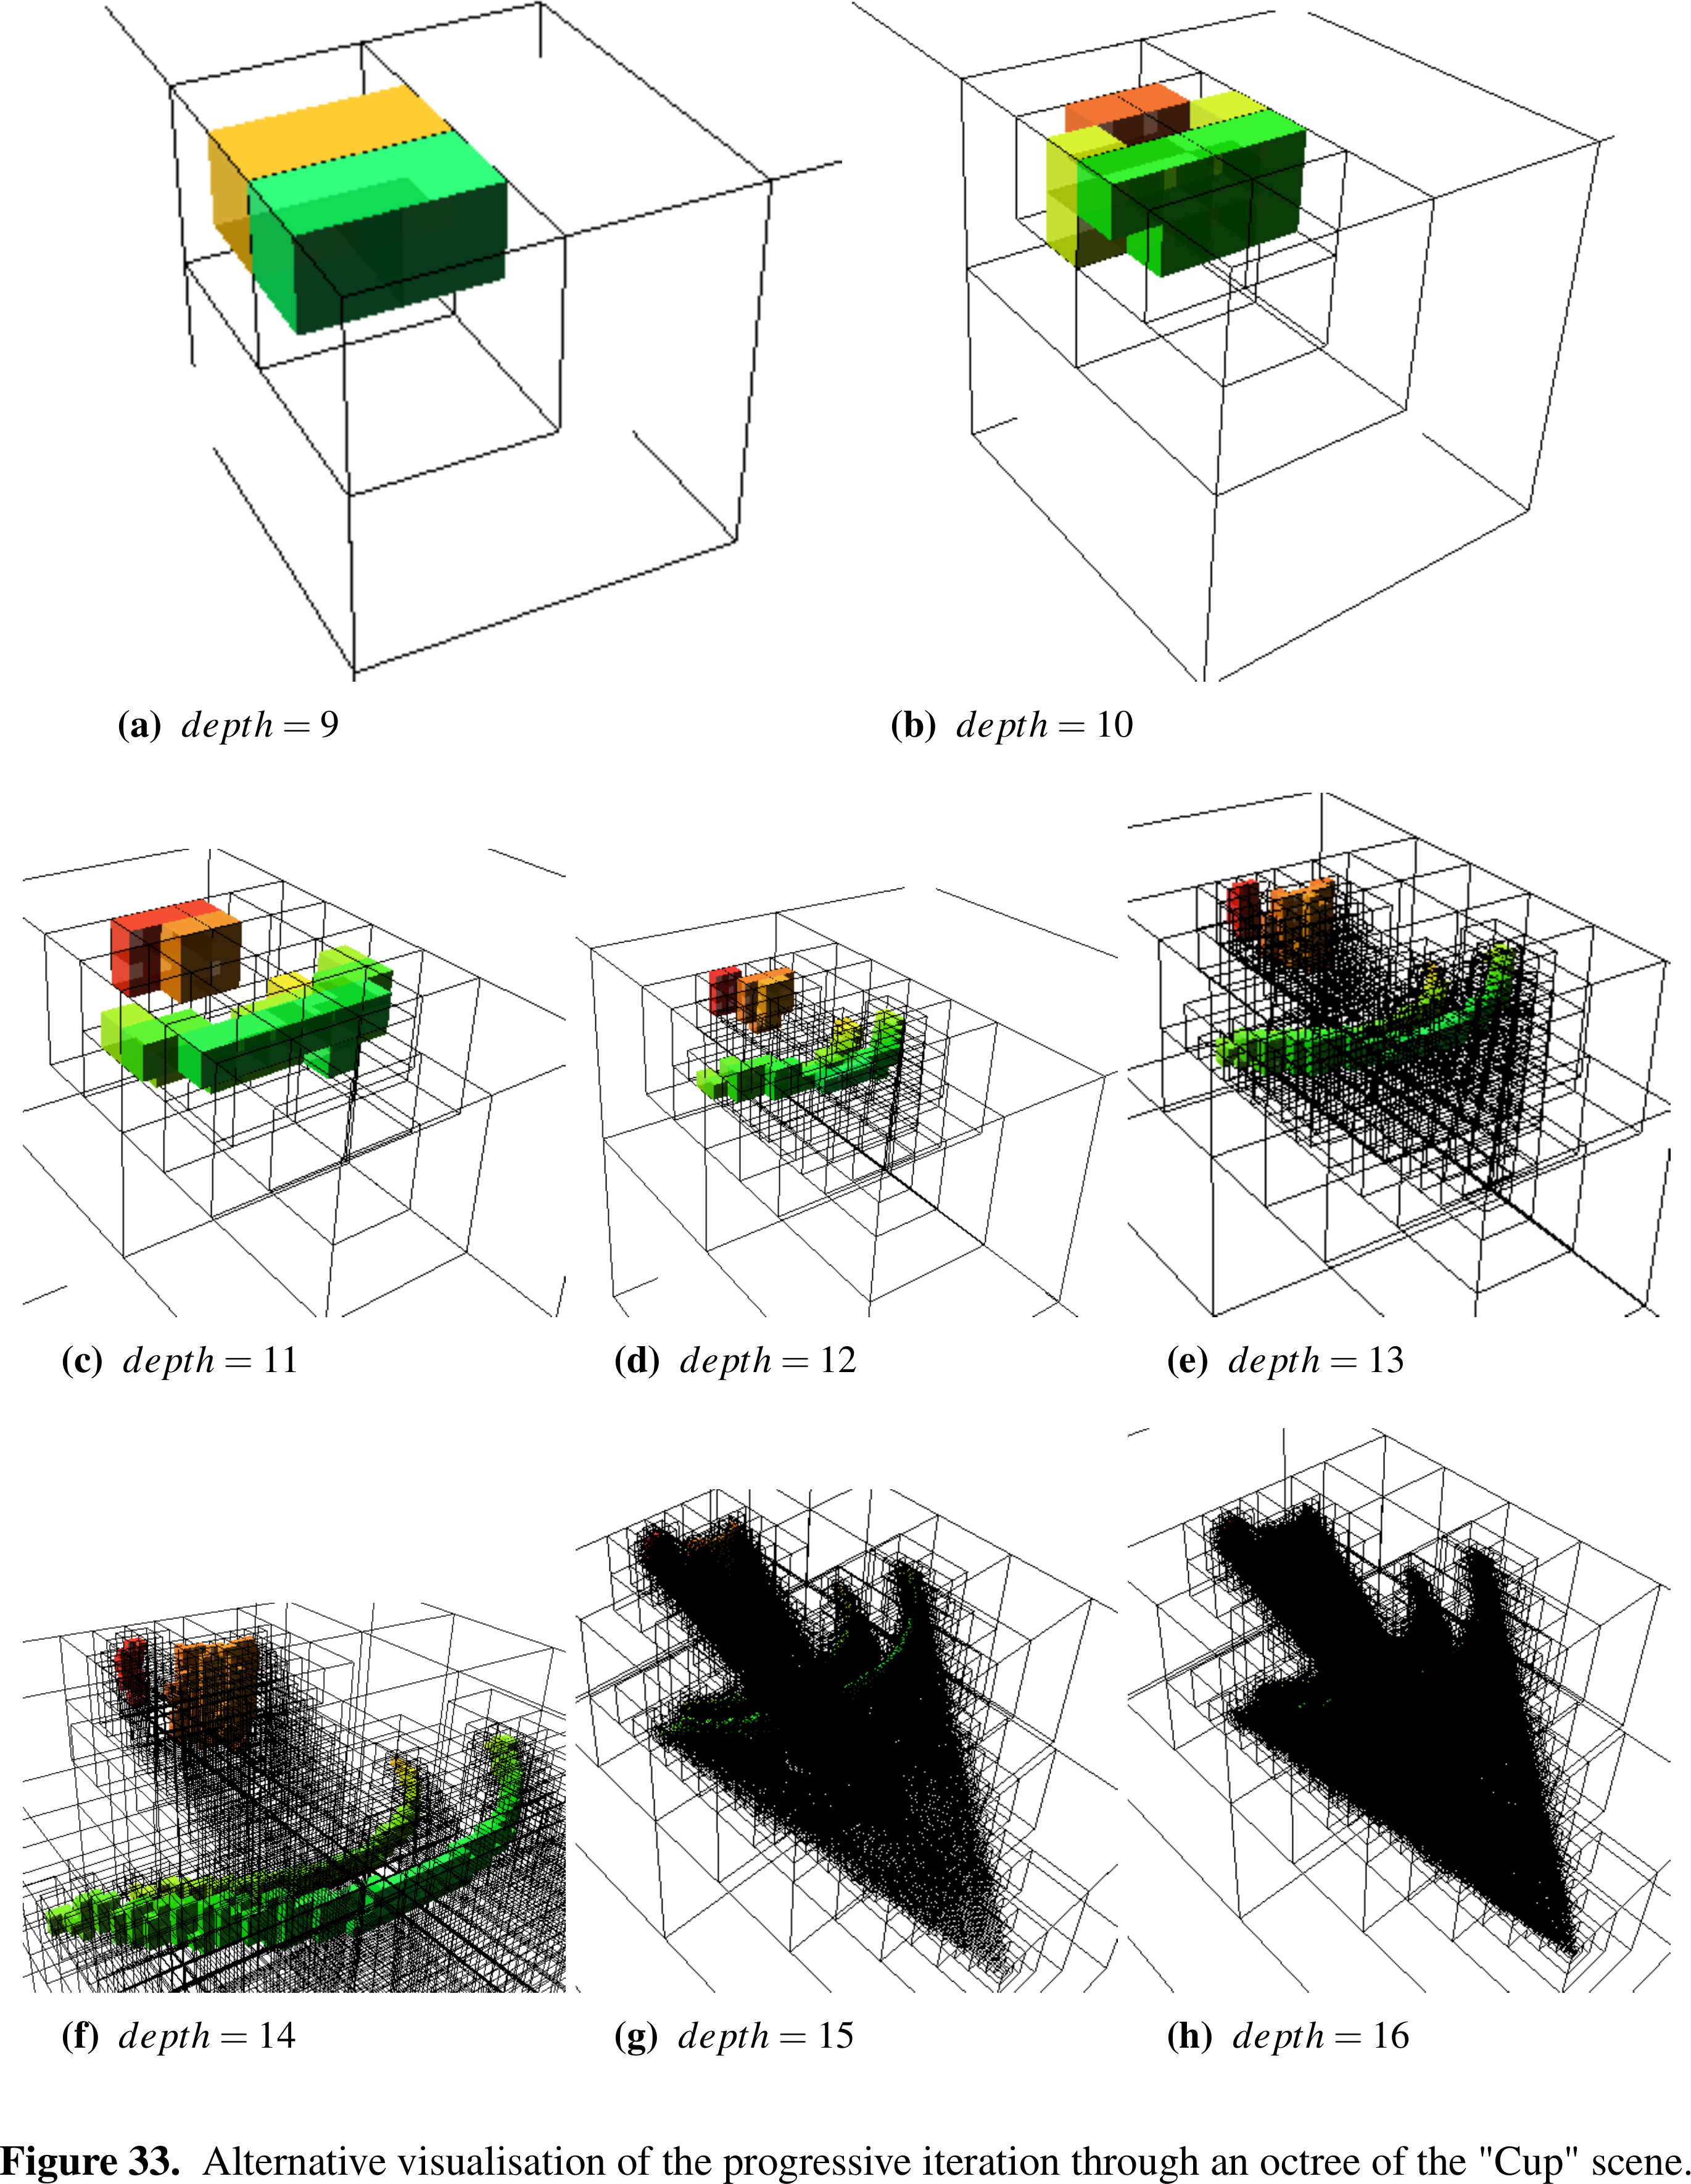 (a) depth = 9
(b) depth = 10
(c) depth = 11
(d) depth = 12
(e) depth = 13
(f) depth = 14
(g) depth = 15
(h) depth = 16
Figure 33. Alternative visualisation of the progressive iteration through an octree of the "Cup" scene.